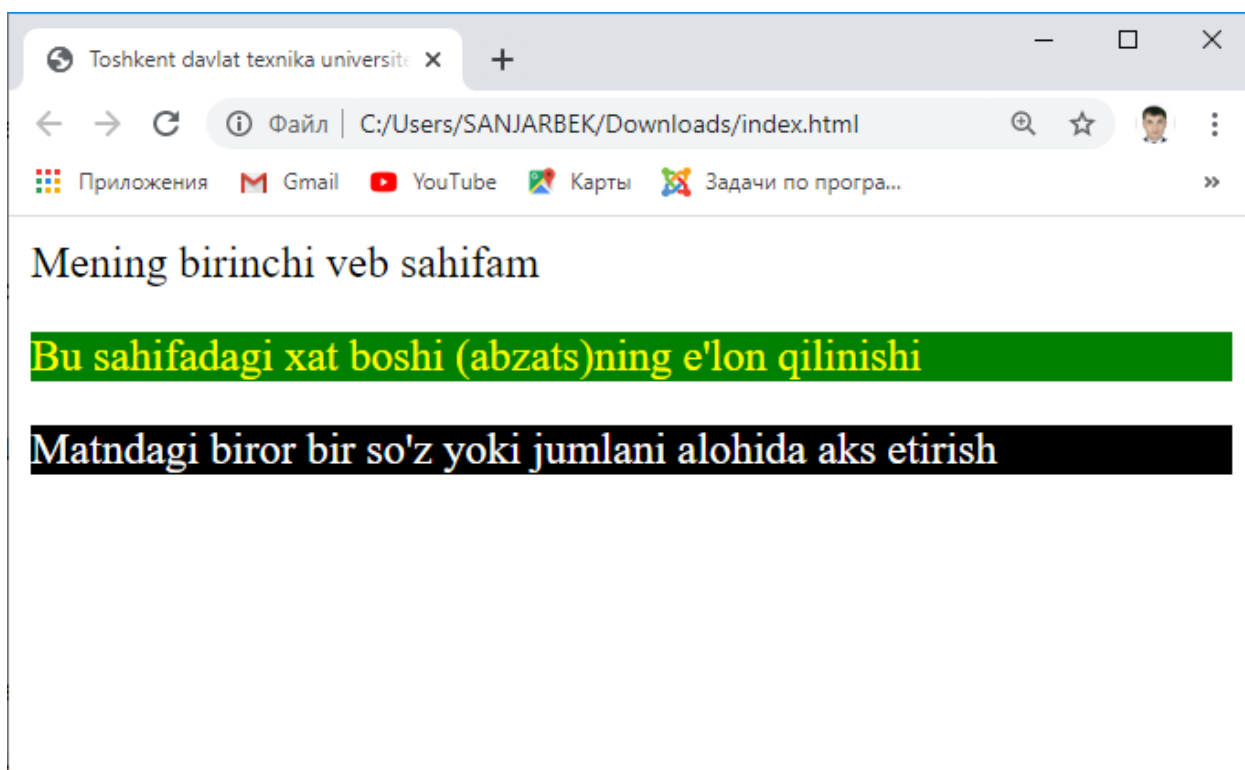 Toshkent davlat texnika universite
Файл | C:/Users/SANJARBEK/Downloads/index.html
Приложения Gmail YouTube Карты Задачи по програ...
Mening birinchi veb sahifam
Bu sahifadagi xat boshi (abzats)ning e'lon qilinishi
Matndagi biror bir so'z yoki jumlani alohida aks etirish